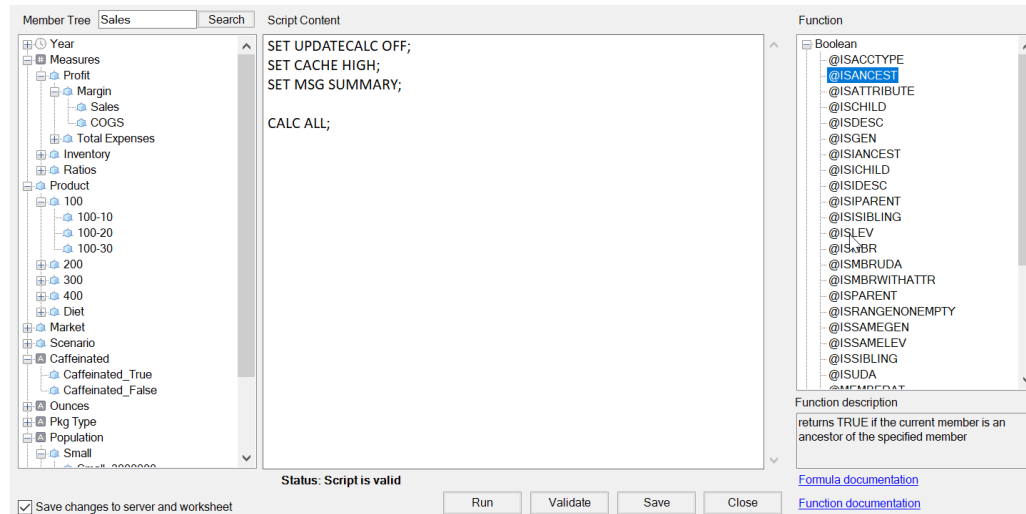 Member Tree Sales Search Script Content Function
Year
Measures
Profit
Margin
Sales
COGS
Total Expenses
Inventory
Ratios
Product
100
100-10
100-20
100-30
200
300
400
Diet
Market
Scenario
Caffeinated
Caffeinated_True
Caffeinated_False
Ounces
Pkg Type
Population
Small
SET UPDATECALC OFF;
SET CACHE HIGH;
SET MSG SUMMARY;
CALC ALL;
Boolean
@ISACCTYPE
@ISANCEST
@ISATTRIBUTE
@ISCHILD
@ISDESC
@ISGEN
@ISIANCEST
@ISICHILD
@ISIDESC
@ISIPARENT
@ISISIBLING
@ISLEV
@ISMBRUDA
@ISMBRWITHATTR
@ISPARENT
@ISRANGENONEMPTY
@ISSAMEGEN
@ISSAMELEV
@ISSIBLING
@ISUDA
Function description
returns TRUE if the current member is an
ancestor of the specified member
Status: Script is valid
Formula documentation
Save changes to server and worksheet Run Validate Save Close Function documentation